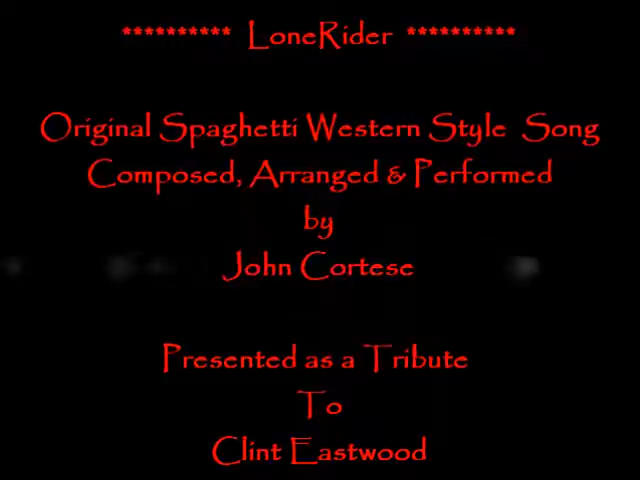 ********** LoneRider **********
Original Spaghetti Western Style Song
Composed, Arranged & Performed
by
John Cortese
Presented as a Tribute
To
Clint Eastwood